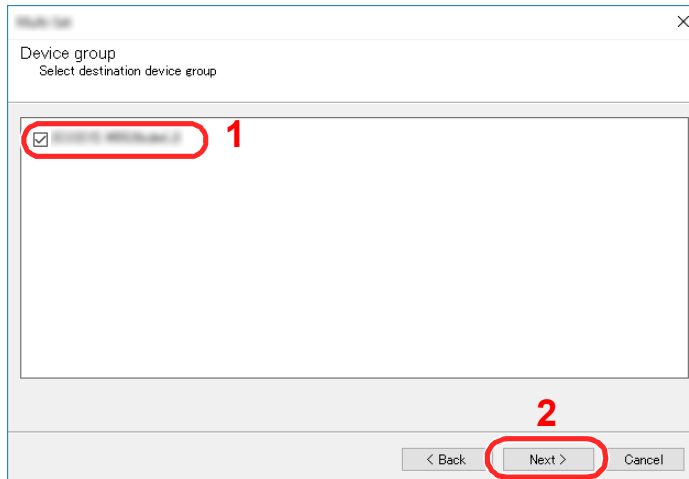 Device group
Select destination device group
1
2
< Back
Next >
Cancel